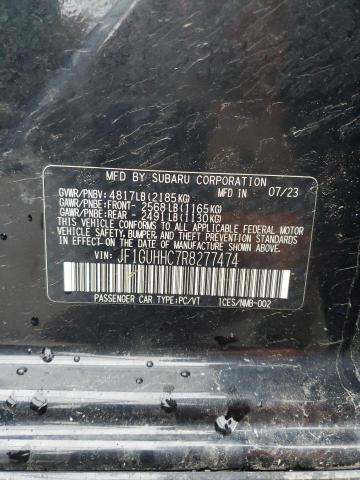 MFD BY SUBARU CORPORATION
GVWR/PNBV: 4817LB(2185KG) 07/23
GAWR/PNBE:FRONT- 2568LB(1165KG)
GAWR/PNBE:REAR - 2491LB(1130KG)
THIS VEHICLE CONFORMS TO ALL APPLICABLE
FEDERAL MOTOR VEHICLE
SAFETY, BUMPER, AND THEFT PREVENTION
STANDARDS IN EFFECT ON THE DATE OF
MANUFACTURE SHOWN ABOVE.
VIN: JF1GUHHC7R8277474
PASSENGER CAR TYPE:PC/VT ICES/NMB-002